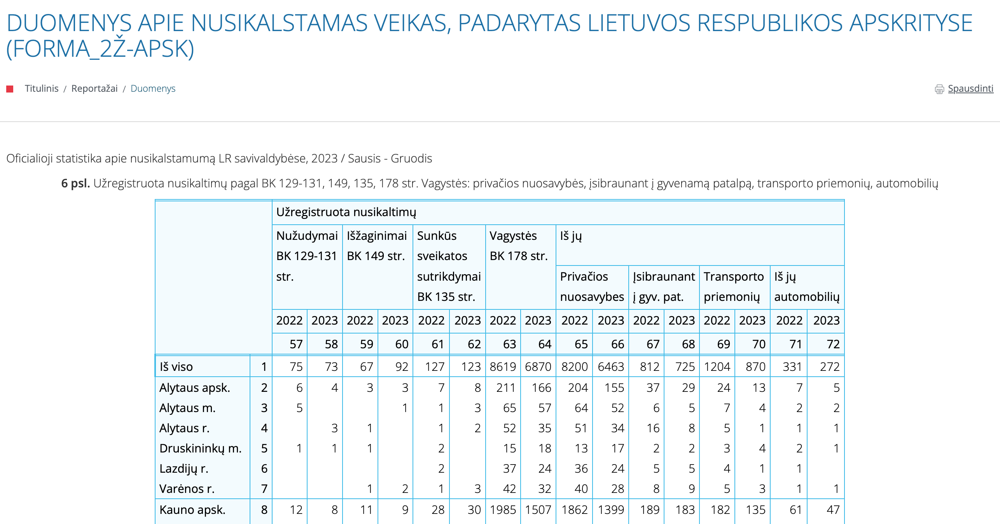 DUOMENYS APIE NUSIKALSTAMAS VEIKAS, PADARYTAS LIETUVOS RESPUBLIKOS APSKRITYSE
(FORMA_2Ž-APSK)
Titulinis / Reportažai / Duomenys
Spausdinti
Oficialioji statistika apie nusikalstamumą LR savivaldybėse, 2023 / Sausis - Gruodis
6 psl. Užregistruota nusikaltimų pagal BK 129-131, 149, 135, 178 str. Vagystės: privačios nuosavybės, įsibraunant į gyvenamą patalpą, transporto priemonių, automobilių
Užregistruota nusikaltimų
Nužudymai
BK 129-131
str.
Išžaginimai
BK 149 str.
Sunkūs
sveikatos
sutrikdymai
BK 135 str.
Vagystės
BK 178 str.
Iš jų
Privačios
nuosavybes
Įsibraunant
į gyv. pat.
Transporto
priemonių
Iš jų
automobilių
2022 2023 2022 2023 2022 2023 2022 2023 2022 2023 2022 2023 2022 2023 2022 2023
57 58 59 60 61 62 63 64 65 66 67 68 69 70 71 72
Iš viso 1 75 73 67 92 127 123 8619 6870 8200 6463 812 725 1204 870 331 272
Alytaus apsk. 2 6 4 3 3 7 8 211 166 204 155 37 29 24 13 7 5
Alytaus m. 3 5 1 1 3 65 57 64 52 6 5 7 4 2 2
Alytaus r. 4 3 1 1 2 52 35 51 34 16 8 5 1 1 1
Druskininkų m. 5 1 1 1 2 15 18 13 17 2 2 3 4 2 1
Lazdijų r. 6 2 37 24 36 24 5 5 4 1 1
Varėnos r. 7 1 2 1 3 42 32 40 28 8 9 5 3 1 1
Kauno apsk. 8 12 8 11 9 28 30 1985 1507 1862 1399 189 183 182 135 61 47